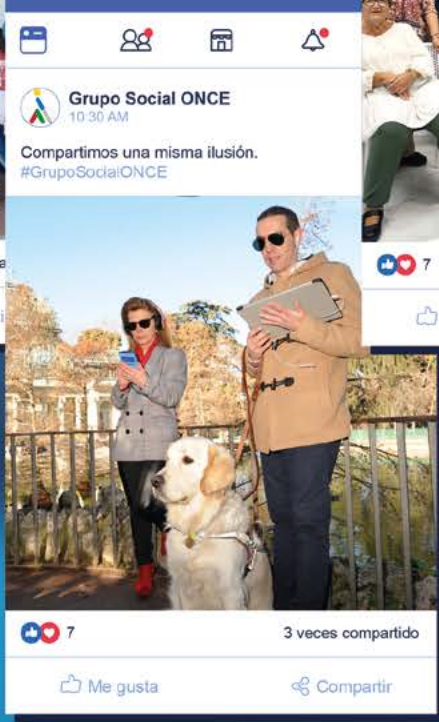 Grupo Social ONCE
10:30 AM
Compartimos una misma ilusión.
#GrupoSocialONCE
7
7
3 veces compartido
Me gusta
Compartir